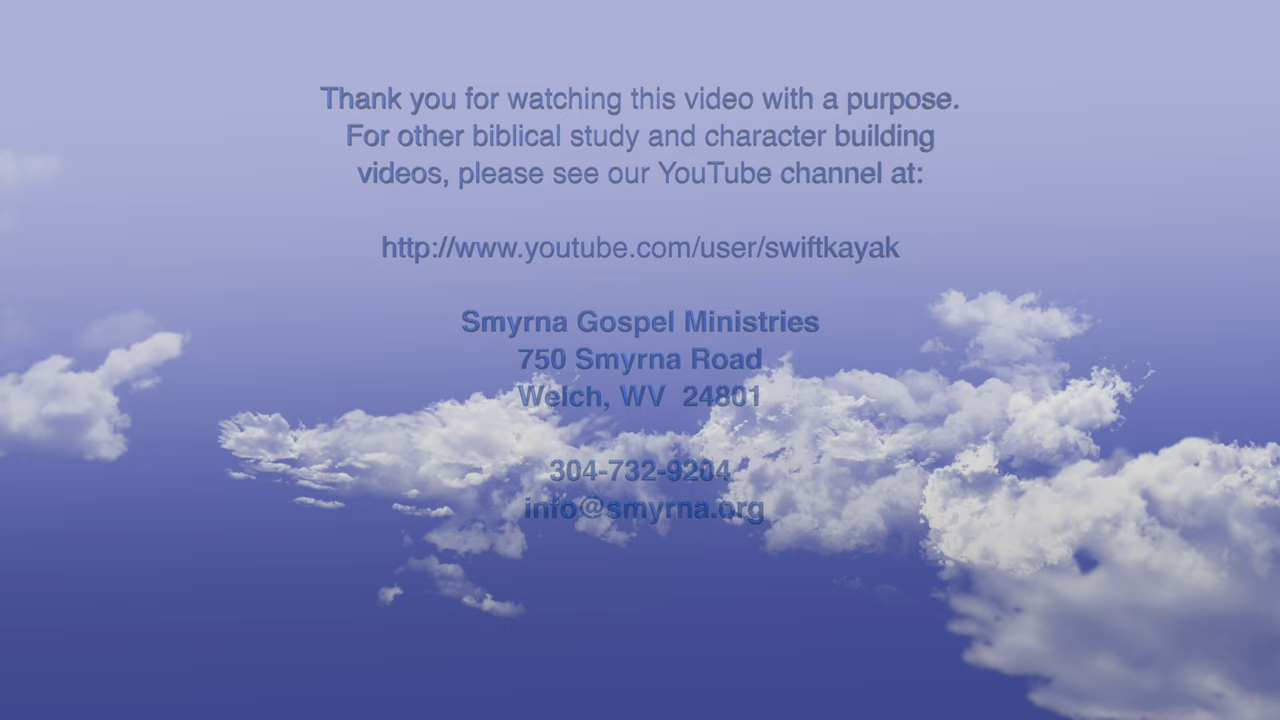 Thank you for watching this video with a purpose.
For other biblical study and character building
videos, please see our YouTube channel at:
http://www.youtube.com/user/swiftkayak
Smyrna Gospel Ministries
750 Smyrna Road
Welch, WV  24801
304-732-9204
info@smyrna.org